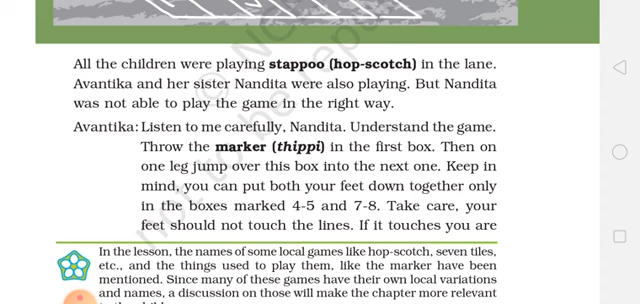 All the children were playing stappoo (hop-scotch) in the lane.
Avantika and her sister Nandita were also playing. But Nandita
was not able to play the game in the right way.
Avantika: Listen to me carefully, Nandita. Understand the game.
Throw the marker (thippi) in the first box. Then on
one leg jump over this box into the next one. Keep in
mind, you can put both your feet down together only
in the boxes marked 4-5 and 7-8. Take care, your
feet should not touch the lines. If it touches you are
In the lesson, the names of some local games like hop-scotch, seven tiles,
etc., and the things used to play them, like the marker have been
mentioned. Since many of these games have their own local variations
and names, a discussion on those will make the chapter more relevant